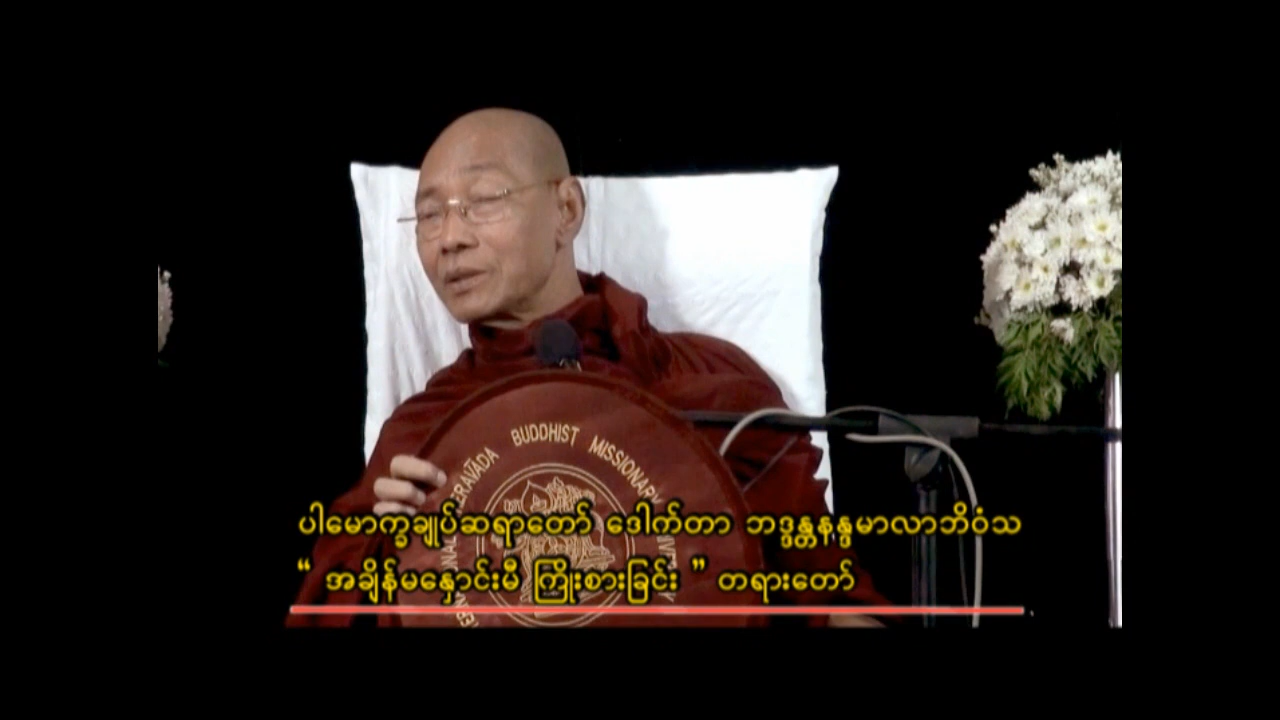 BUDDHIST MISSIONARY
ပါမောက္ခချုပ်ဆရာတော် ဒေါက်တာ ဘဒ္ဒန္တနန္ဒမာလာဘိဝံသ
“ အချိန်မနှောင်းမီ ကြိုးစားခြင်း ” တရားတော်